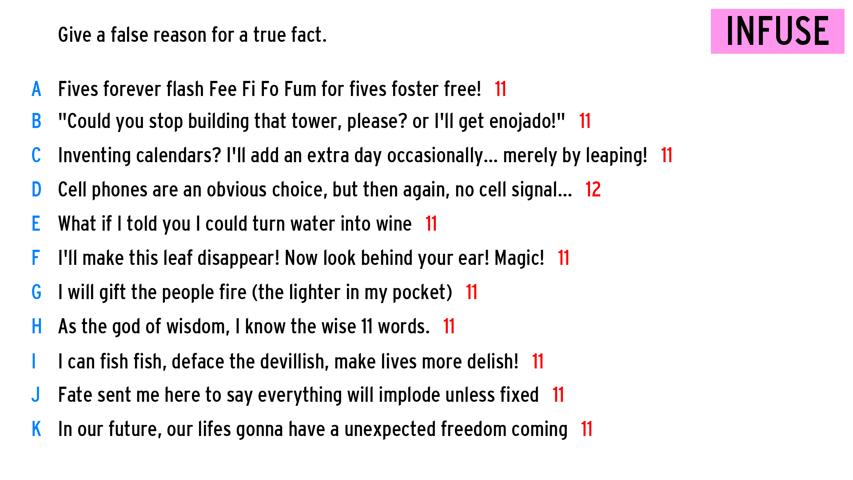 Give a false reason for a true fact.
INFUSE
A Fives forever flash Fee Fi Fo Fum for fives foster free! 11
B "Could you stop building that tower, please? or I'll get enojado!" 11
C Inventing calendars? I'll add an extra day occasionally... merely by leaping! 11
D Cell phones are an obvious choice, but then again, no cell signal... 12
E What if I told you I could turn water into wine 11
F I'll make this leaf disappear! Now look behind your ear! Magic! 11
G I will gift the people fire (the lighter in my pocket) 11
H As the god of wisdom, I know the wise 11 words. 11
I I can fish fish, deface the devillish, make lives more delish! 11
J Fate sent me here to say everything will implode unless fixed 11
K In our future, our lifes gonna have a unexpected freedom coming 11